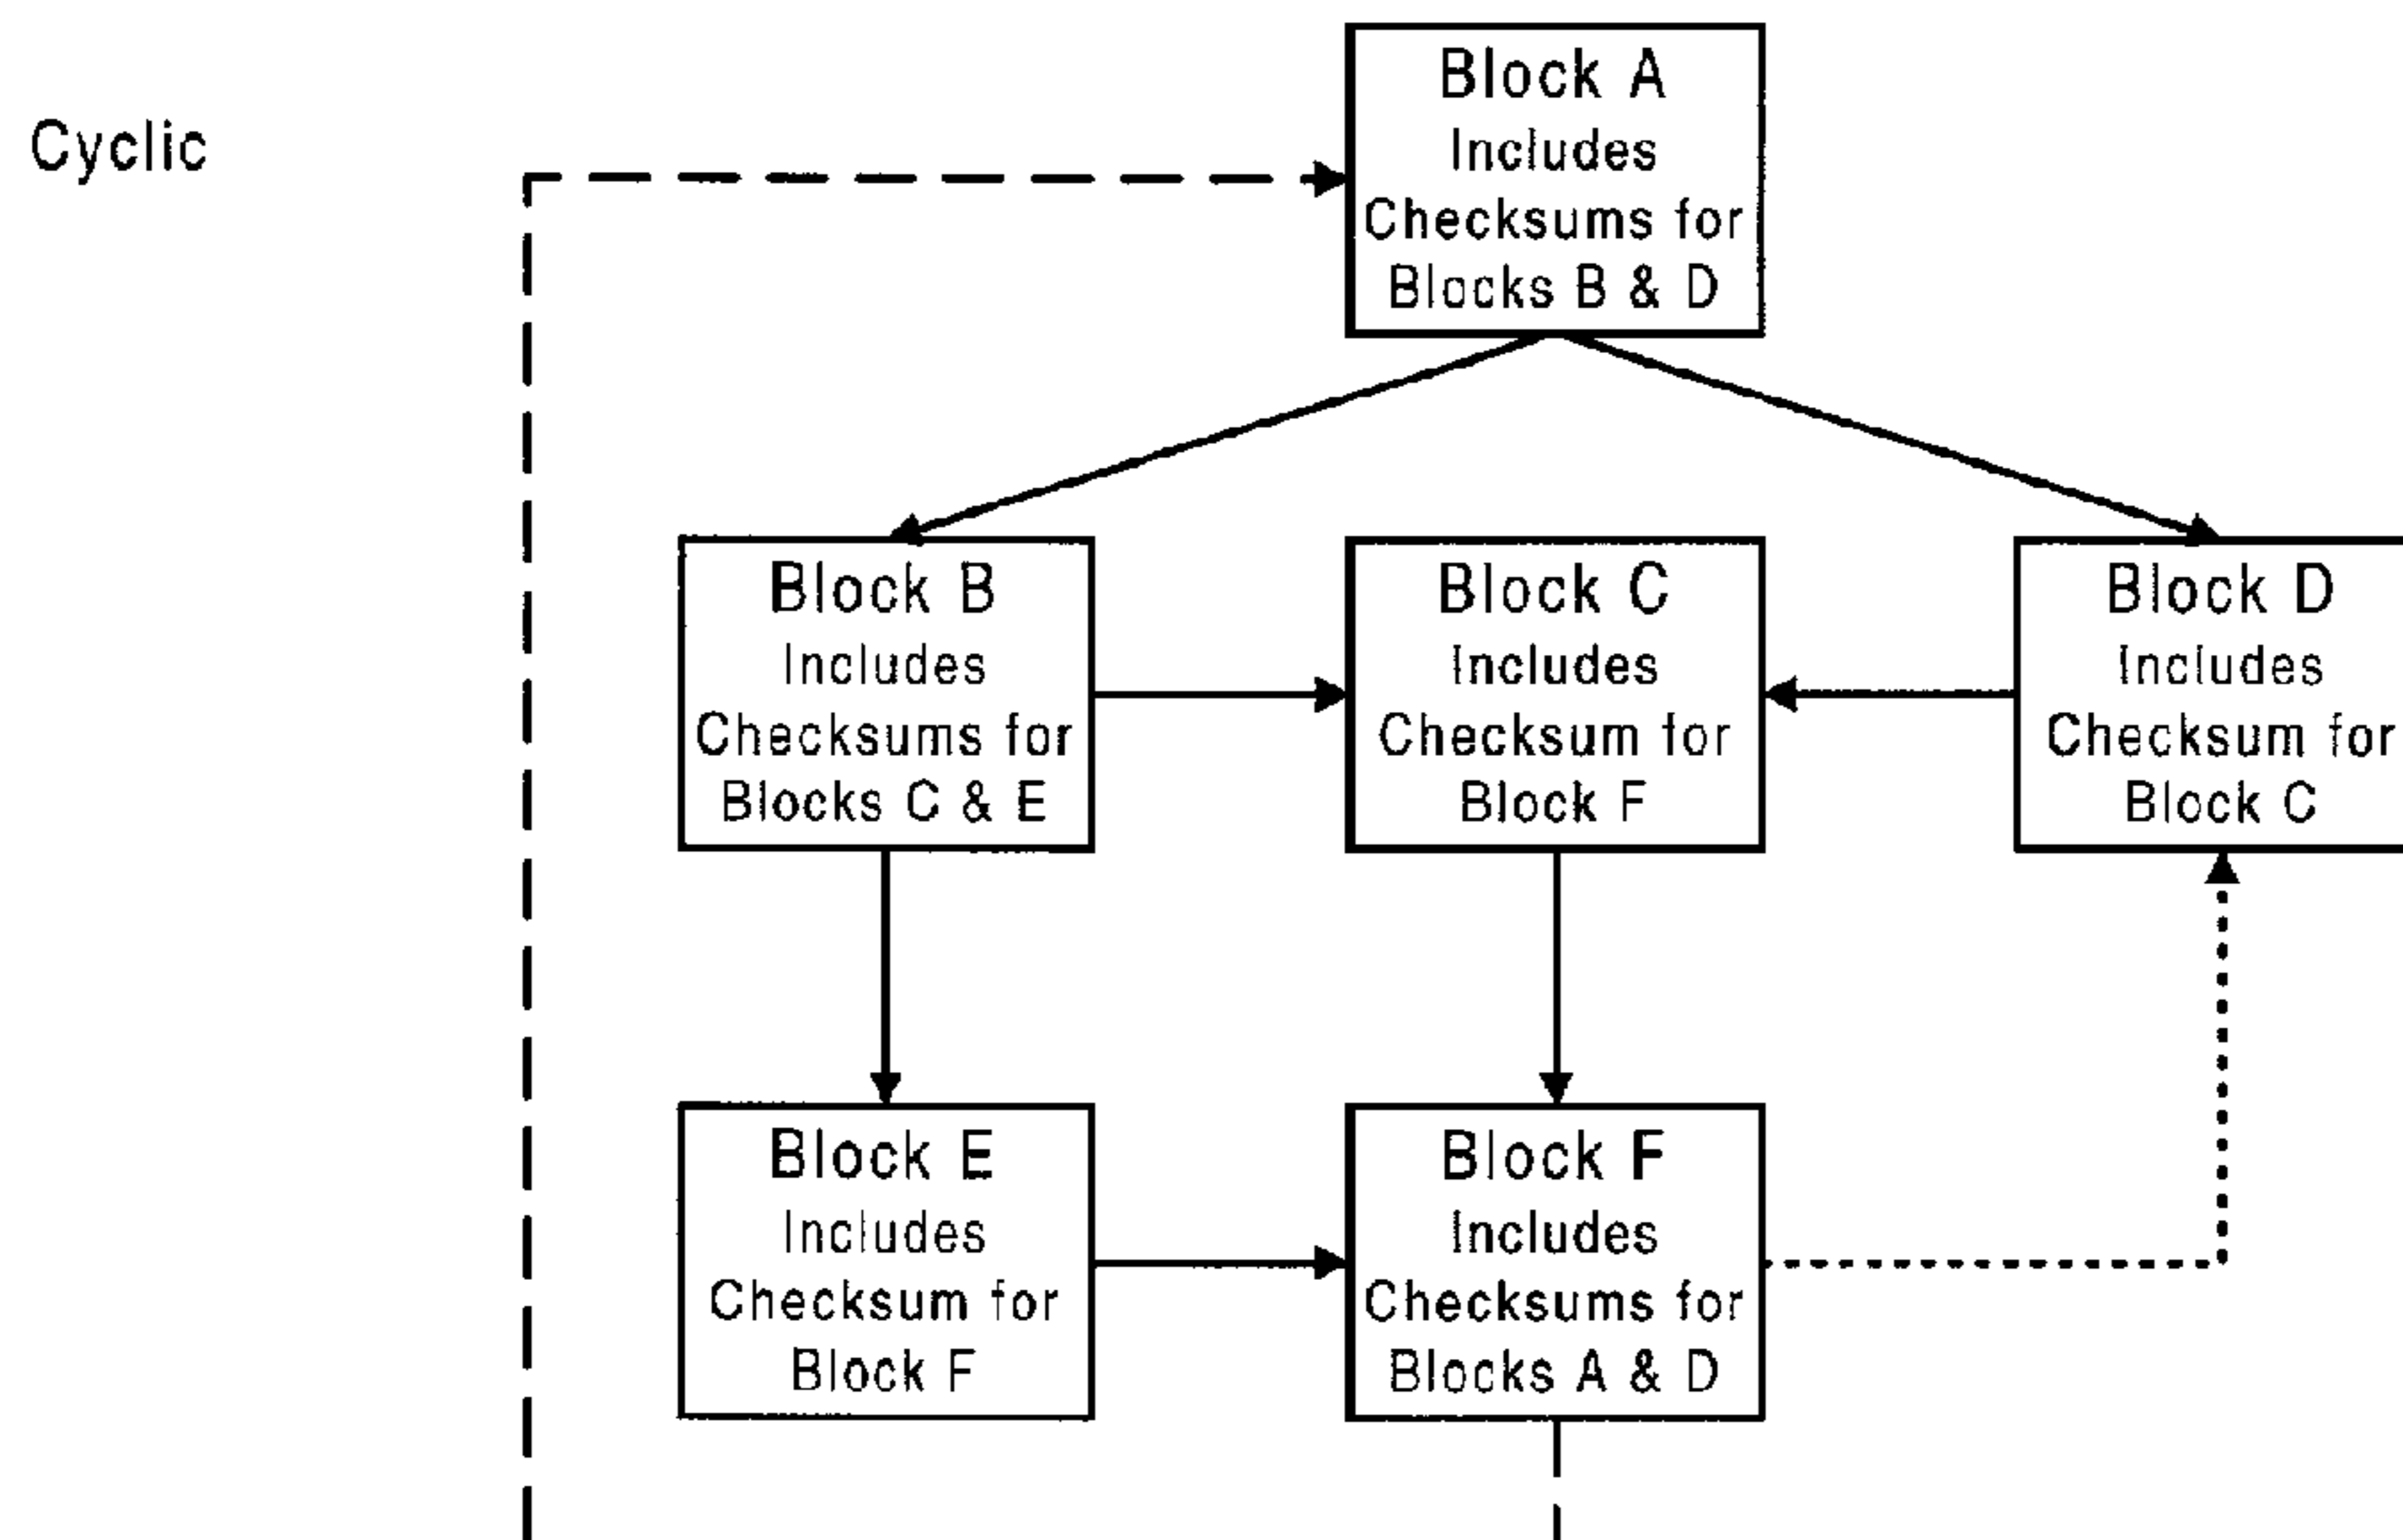 Cyclic
Block A
Includes
Checksums for
Blocks B & D
Block B
Includes
Checksums for
Blocks C & E
Block C
Includes
Checksum for
Block F
Block D
Includes
Checksum for
Block C
Block E
Includes
Checksum for
Block F
Block F
Includes
Checksums for
Blocks A & D